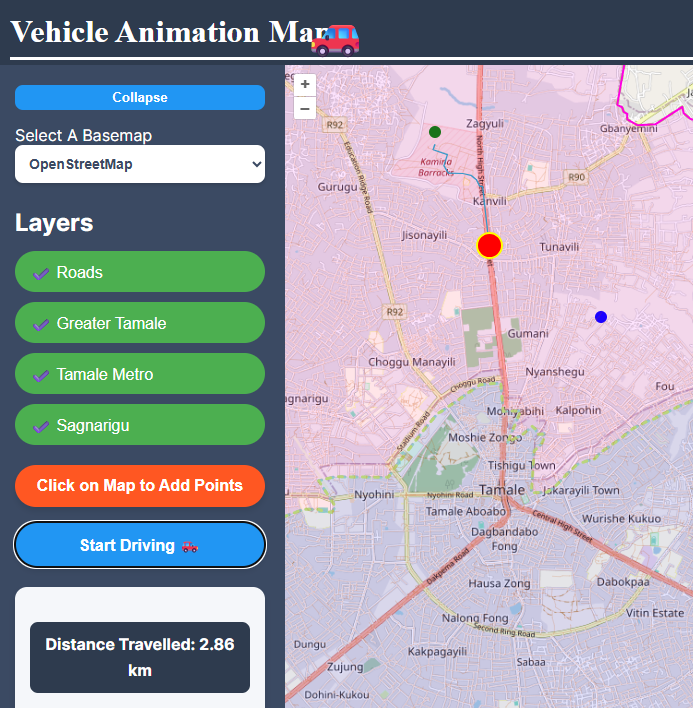 Vehicle Animation Map
Collapse
Select A Basemap
OpenStreetMap
Layers
Roads
Greater Tamale
Tamale Metro
Sagnarigu
Click on Map to Add Points
Start Driving
Distance Travelled: 2.86
km
+
−
R92
Zagyuli
Gbanyemini
Education Ridge Road
North High Street
Kamina
Barracks
R90
Gurugu
Kanvili
Jisonayili
Tunavili
R92
Gumani
Choggu Manayili
Nyanshegu
Choggu Road
Fou
Kalpohin
Stadium Road
Moshie Zongo
Tishigu Town
Nyohini
Nyohini Road
Tamale
Jakarayili Town
Tamale Aboabo
Central High Street
Wurishe Kukuo
Dagbandabo
Fong
Dakpema Road
Hausa Zong
Dabokpaa
Nalong Fong
Vitin Estate
Second Ring Road
Dungu
Kakpagayili
Zujung
Sabaa
Dohini-Kukou